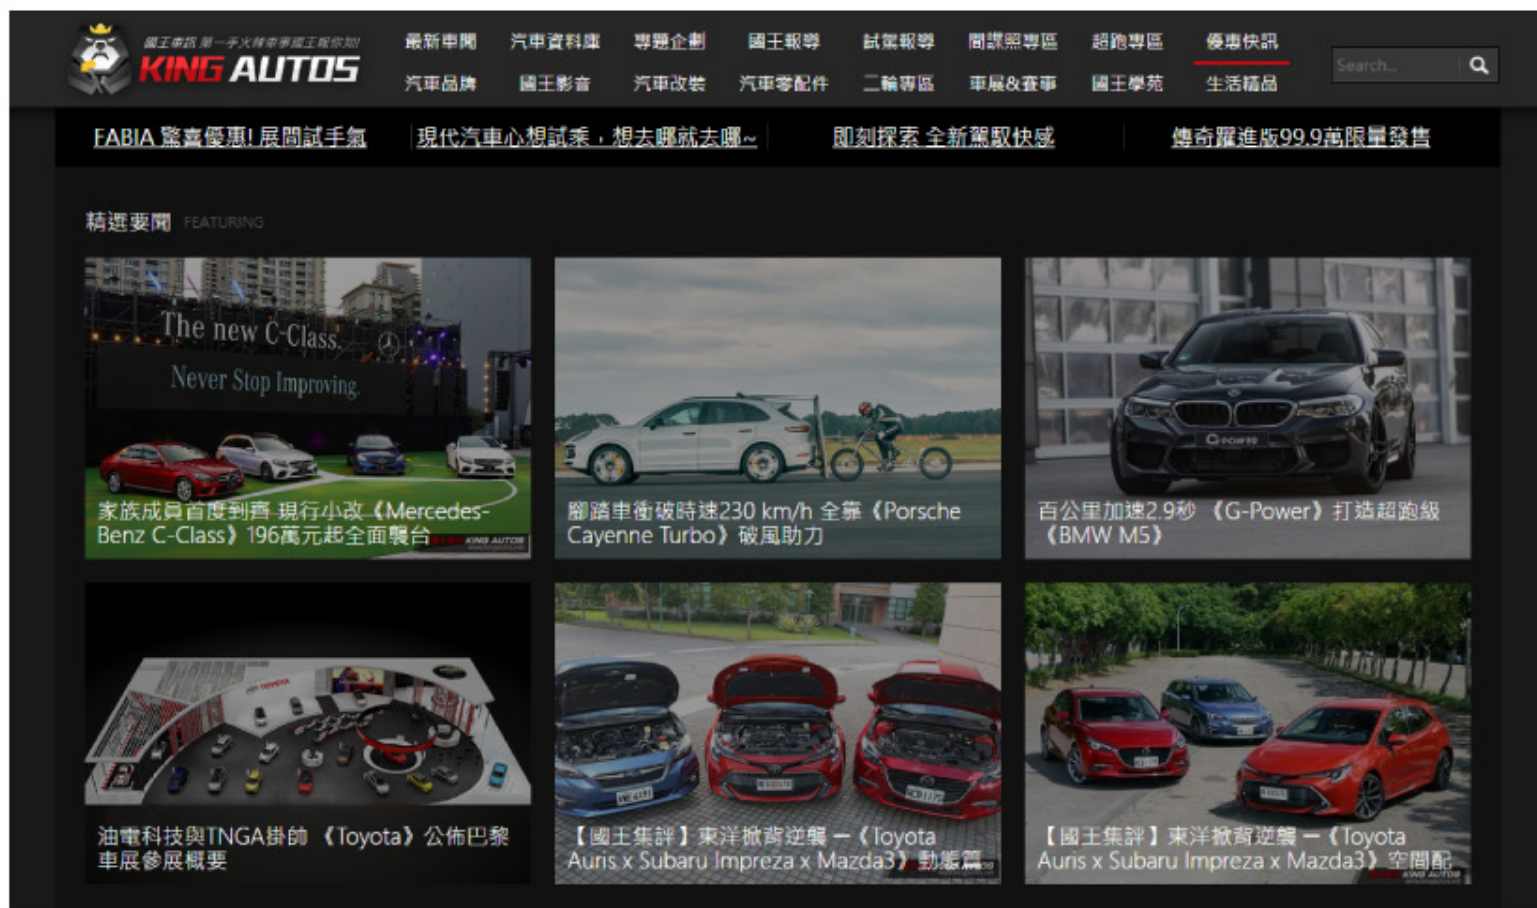 國王車訊 第一手火辣車事國王報你知!
KING AUTOS
最新車聞 汽車資料庫 專題企劃 國王報導 試駕報導 間諜照專區 超跑專區 優惠快訊
汽車品牌 國王影音 汽車改裝 汽車零配件 二輪專區 車展&賽事 國王學苑 生活精品
Search...
FABIA 驚喜優惠! 展間試手氣
現代汽車心想試乘，想去哪就去哪~
即刻探索 全新駕馭快感
傳奇躍進版99.9萬限量發售
精選要聞 FEATURING
The new C-Class.
Never Stop Improving.
家族成員首度到齊 現行小改《Mercedes-
Benz C-Class》196萬元起全面襲台
KING AUTOS
腳踏車衝破時速230 km/h 全靠《Porsche
Cayenne Turbo》破風助力
G-POWER
百公里加速2.9秒 《G-Power》打造超跑級
《BMW M5》
TOYOTA
油電科技與TNGA掛帥 《Toyota》公佈巴黎
車展參展概要
【國王集評】東洋掀背逆襲 —《Toyota
Auris x Subaru Impreza x Mazda3》動態篇
KING AUTOS
【國王集評】東洋掀背逆襲 —《Toyota
Auris x Subaru Impreza x Mazda3》空間配
KING AUTOS